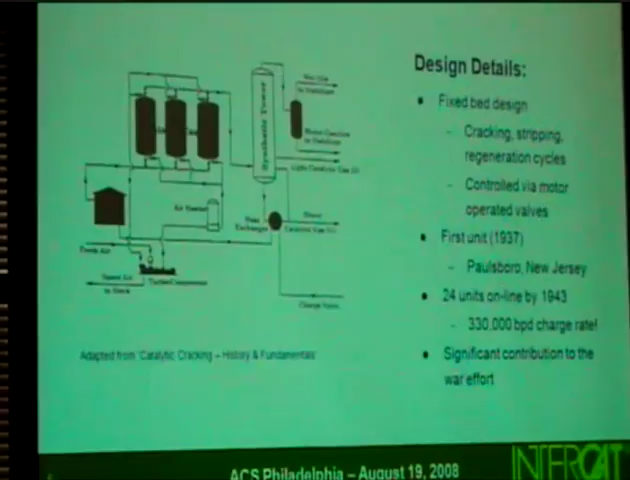 Design Details:
• Fixed bed design
- Cracking, stripping,
regeneration cycles
- Controlled via motor
operated valves
• First unit (1937)
- Paulsboro, New Jersey
• 24 units on-line by 1943
- 330,000 bpd charge rate!
• Significant contribution to the
war effort
Synthetic Tower
Air Heater
Heat
Exchanger
Fresh Air
to Stack
Adapted from 'Catalytic Cracking – History & Fundamentals'
ACS Philadelphia – August 19, 2008
INTERCAT